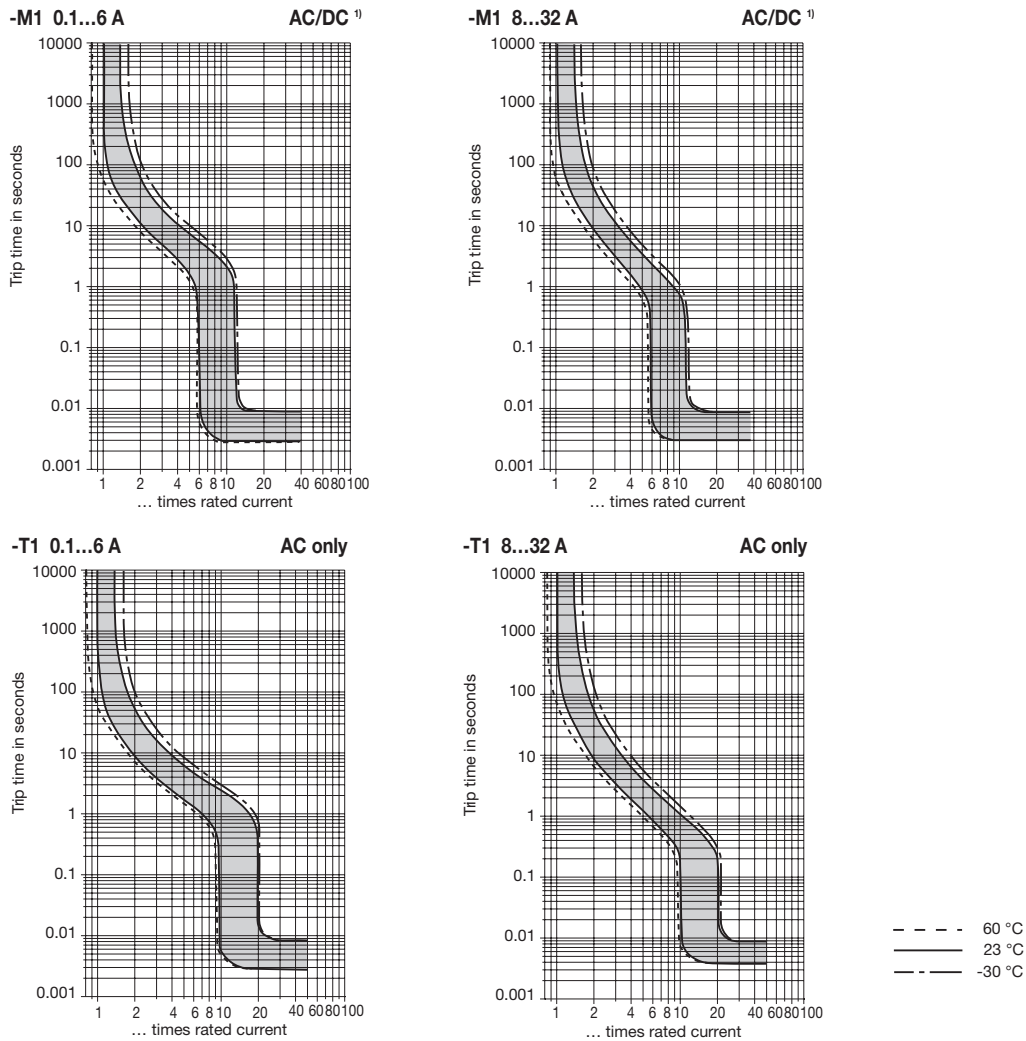 -M1 0.1...6 A AC/DC 1)
10000
1000
100
10
1
0.1
0.01
0.001
Trip time in seconds
1 2 4 6 8 10 20 40 60 80 100
... times rated current
-M1 8...32 A AC/DC 1)
10000
1000
100
10
1
0.1
0.01
0.001
Trip time in seconds
1 2 4 6 8 10 20 40 60 80 100
... times rated current
-T1 0.1...6 A AC only
10000
1000
100
10
1
0.1
0.01
0.001
Trip time in seconds
1 2 4 6 8 10 20 40 60 80 100
... times rated current
-T1 8...32 A AC only
10000
1000
100
10
1
0.1
0.01
0.001
Trip time in seconds
1 2 4 6 8 10 20 40 60 80 100
... times rated current
60 °C
23 °C
-30 °C